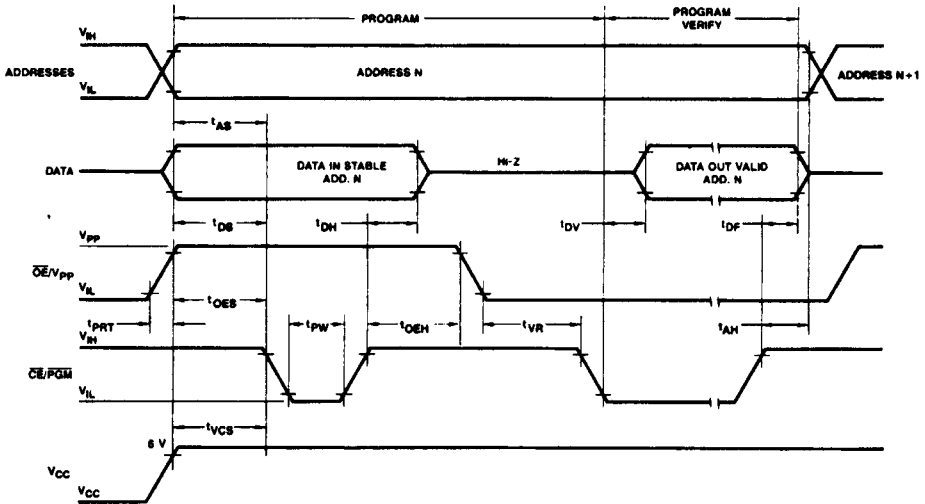 PROGRAM
PROGRAM
VERIFY
VIH
ADDRESSES
VIL
ADDRESS N
ADDRESS N + 1
tAS
DATA
DATA IN STABLE
ADD. N
HI-Z
DATA OUT VALID
ADD. N
tDS
tDH
tDV
tDF
VPP
OE/VPP
VIL
tOES
tPRT
tPW
tOEH
tVR
tAH
VIH
CE/PGM
VIL
tVCS
6 V
VCC
VCC